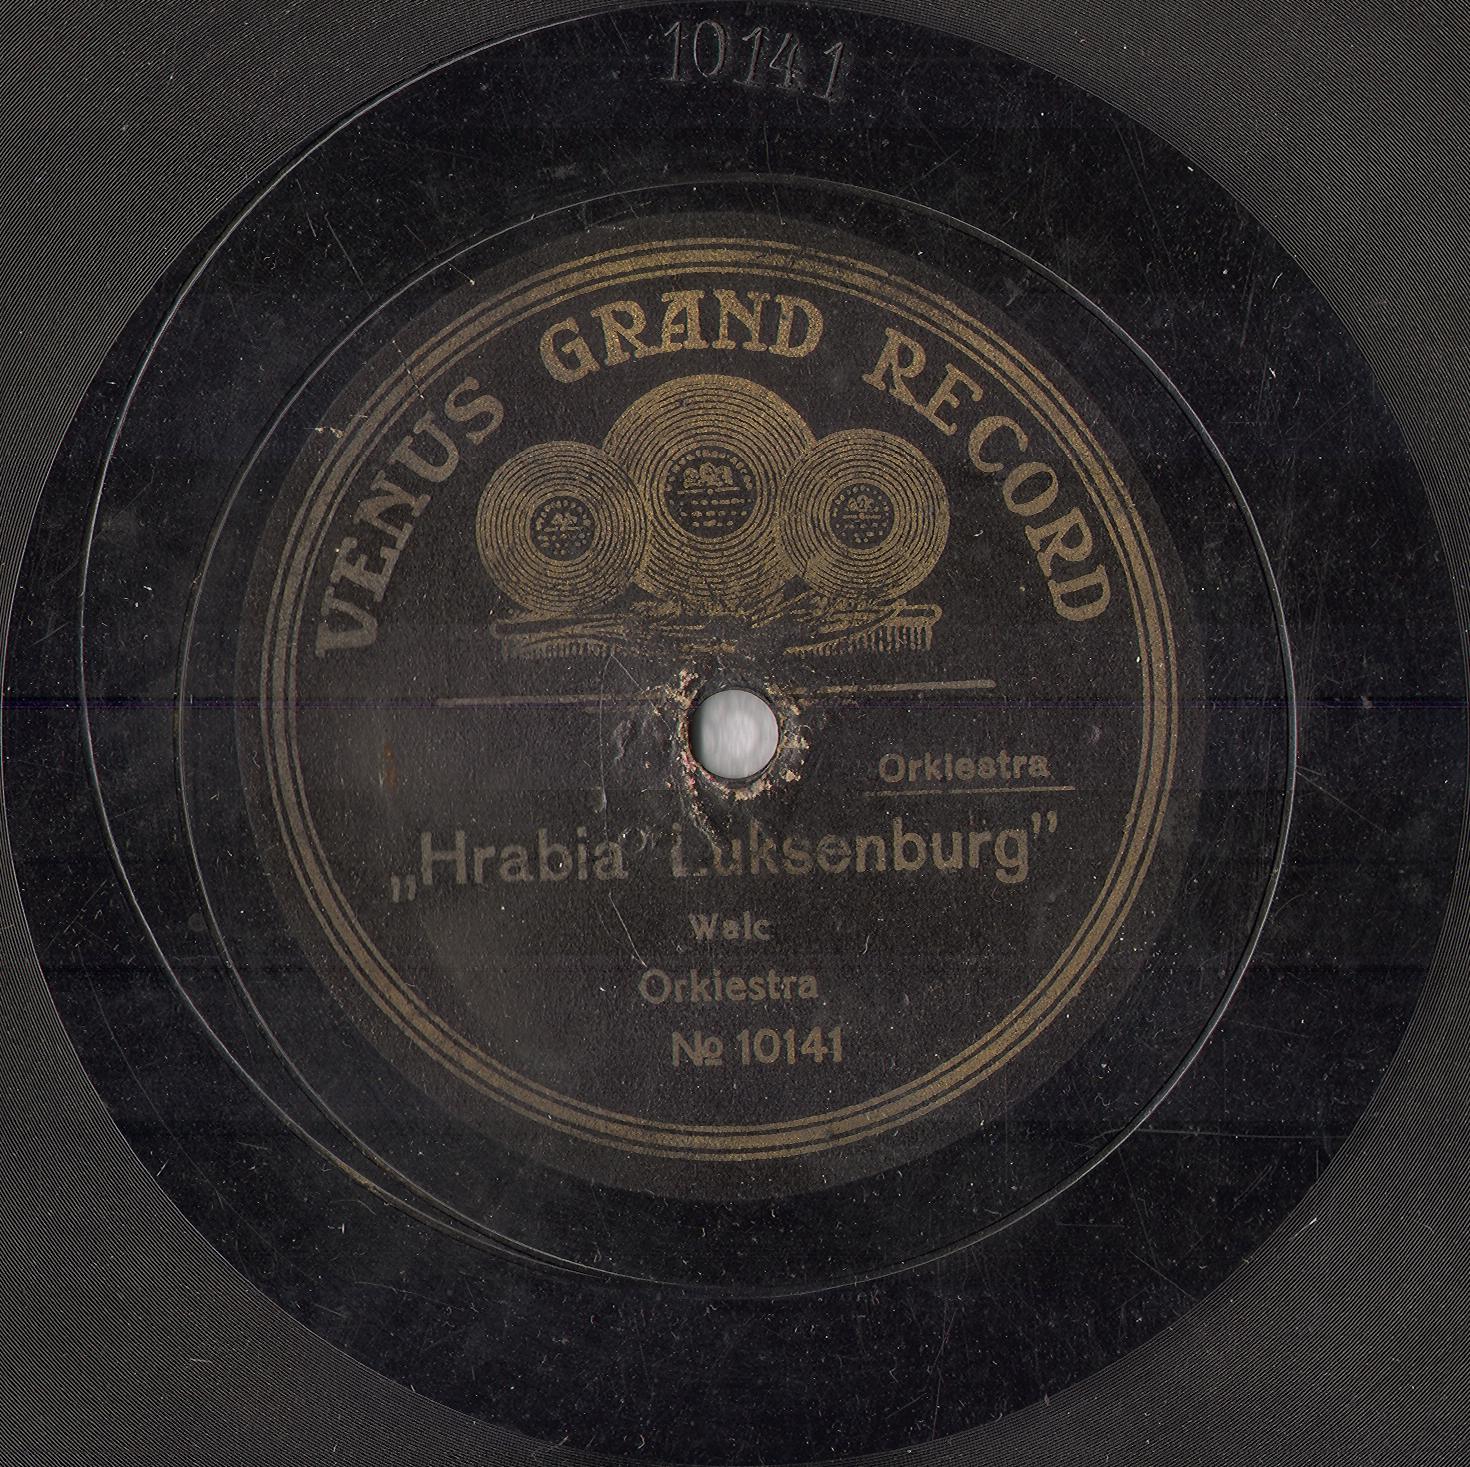 10141
VENUS GRAND RECORD
Orkiestra
„Hrabia Luksenburg”
Walc
Orkiestra
№ 10141